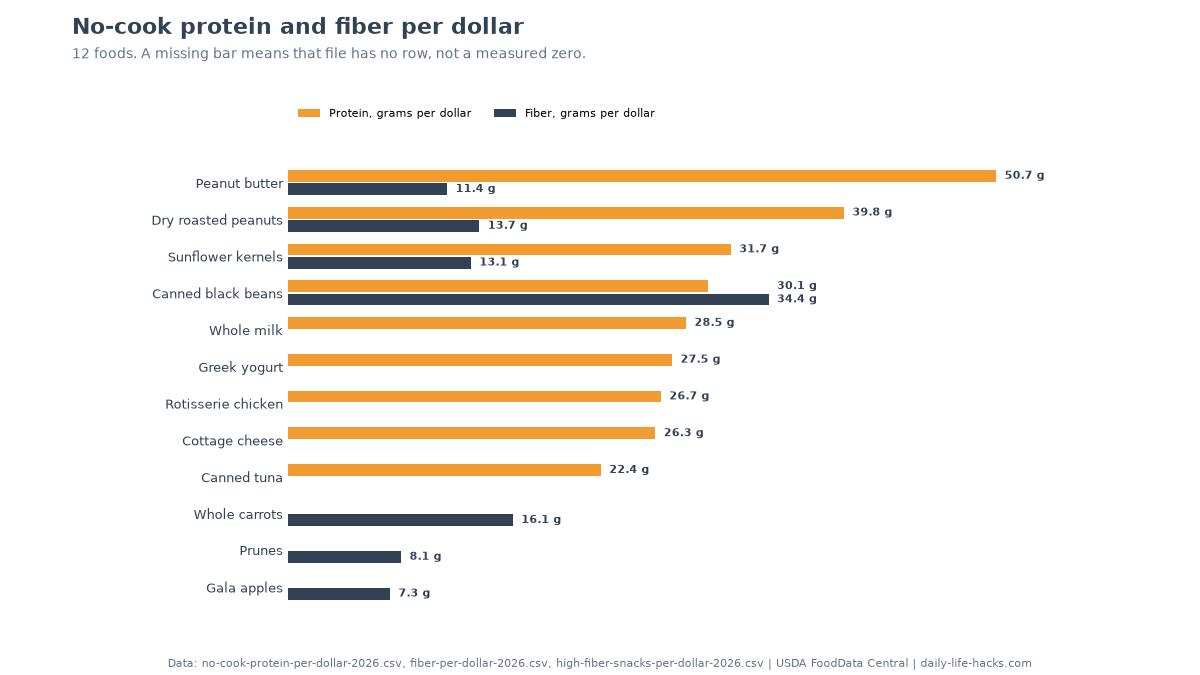 No-cook protein and fiber per dollar
12 foods. A missing bar means that file has no row, not a measured zero.
Protein, grams per dollar
Fiber, grams per dollar
Peanut butter
50.7 g
11.4 g
Dry roasted peanuts
39.8 g
13.7 g
Sunflower kernels
31.7 g
13.1 g
Canned black beans
30.1 g
34.4 g
Whole milk
28.5 g
Greek yogurt
27.5 g
Rotisserie chicken
26.7 g
Cottage cheese
26.3 g
Canned tuna
22.4 g
Whole carrots
16.1 g
Prunes
8.1 g
Gala apples
7.3 g
Data: no-cook-protein-per-dollar-2026.csv, fiber-per-dollar-2026.csv, high-fiber-snacks-per-dollar-2026.csv | USDA FoodData Central | daily-life-hacks.com